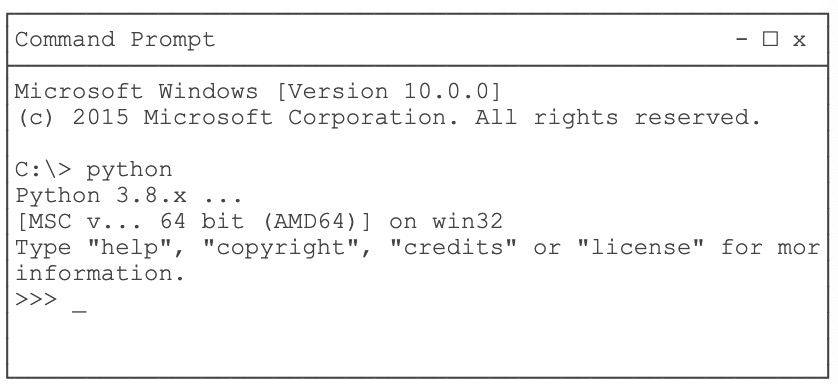 Command Prompt - □ x
Microsoft Windows [Version 10.0.0]
(c) 2015 Microsoft Corporation. All rights reserved.
C:\> python
Python 3.8.x ...
[MSC v... 64 bit (AMD64)] on win32
Type "help", "copyright", "credits" or "license" for mor
information.
>>> _